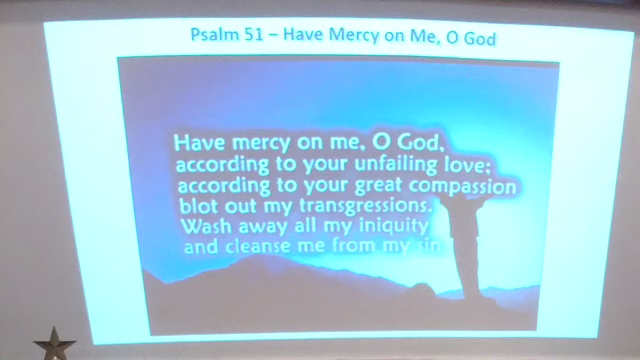 Psalm 51 – Have Mercy on Me, O God
Have mercy on me, O God,
according to your unfailing love;
according to your great compassion
blot out my transgressions.
Wash away all my iniquity
and cleanse me from my sin